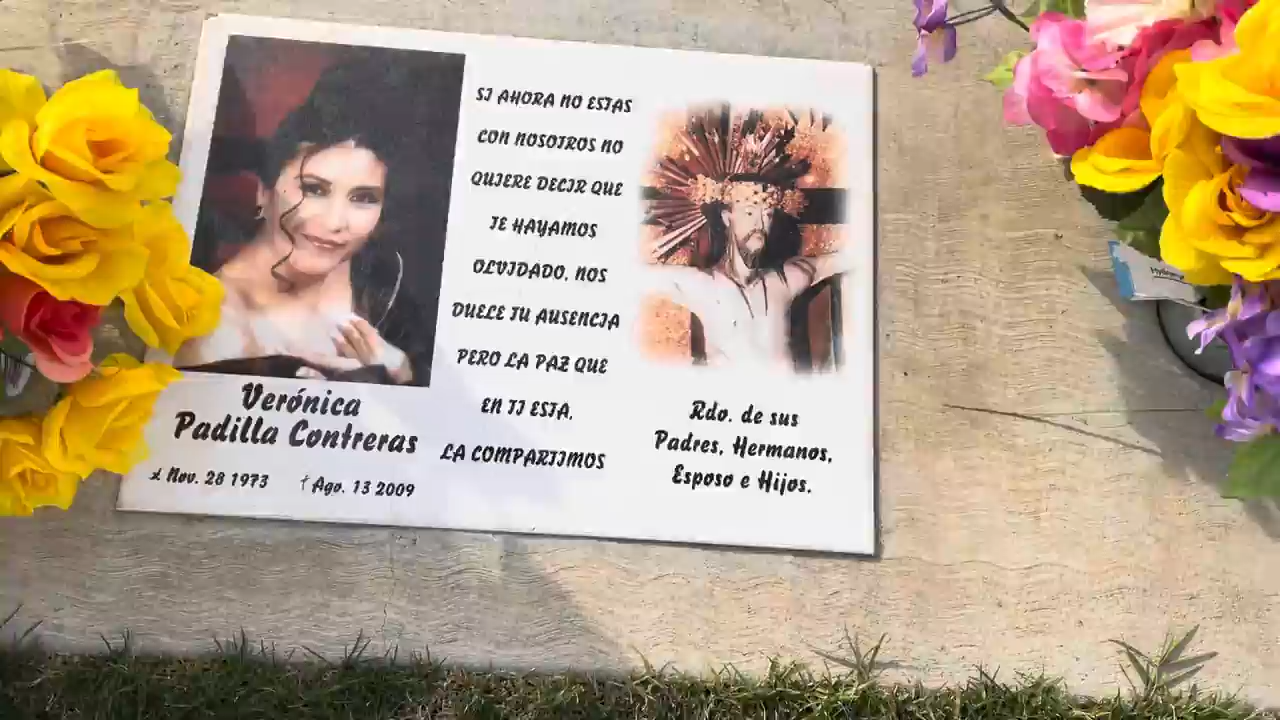 SI AHORA NO ESTAS
CON NOSOTROS NO
QUIERE DECIR QUE
TE HAYAMOS
OLVIDADO, NOS
DUELE TU AUSENCIA
PERO LA PAZ QUE
EN TI ESTA,
LA COMPARTIMOS
Verónica
Padilla Contreras
Nov. 28 1973 † Ago. 13 2009
Rdo. de sus
Padres, Hermanos,
Esposo e Hijos.